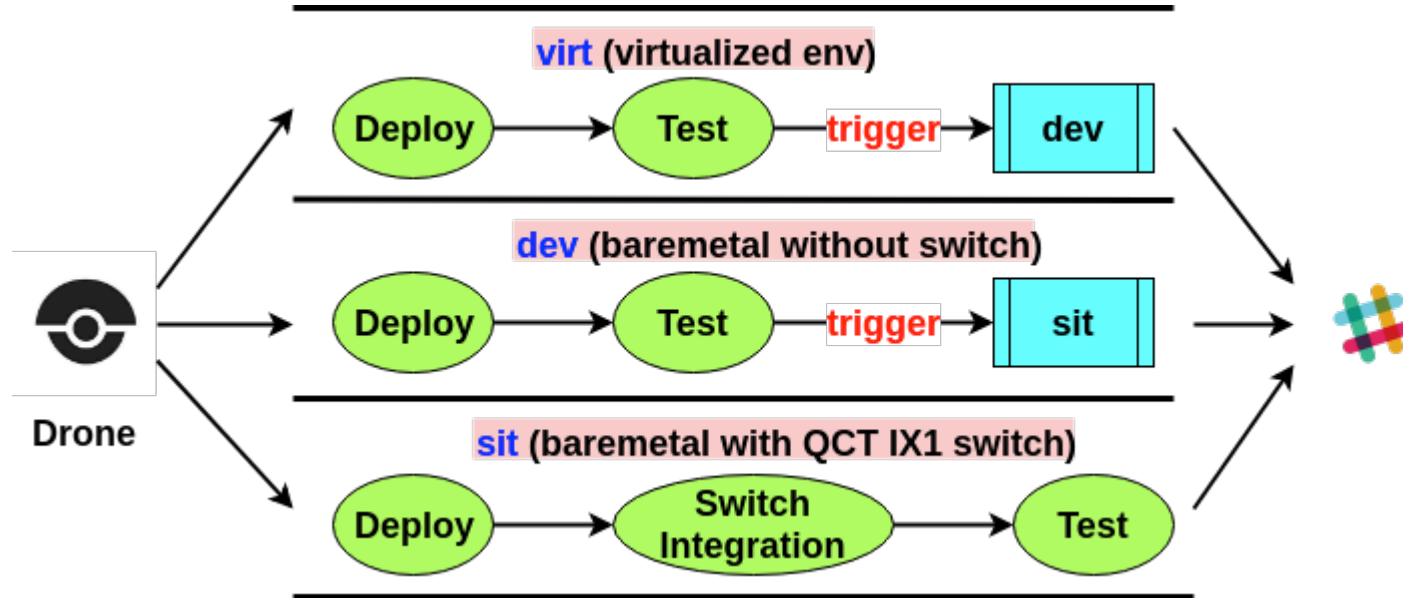 virt (virtualized env)
Deploy
Test
trigger
dev
dev (baremetal without switch)
Deploy
Test
trigger
sit
Drone
sit (baremetal with QCT IX1 switch)
Deploy
Switch
Integration
Test